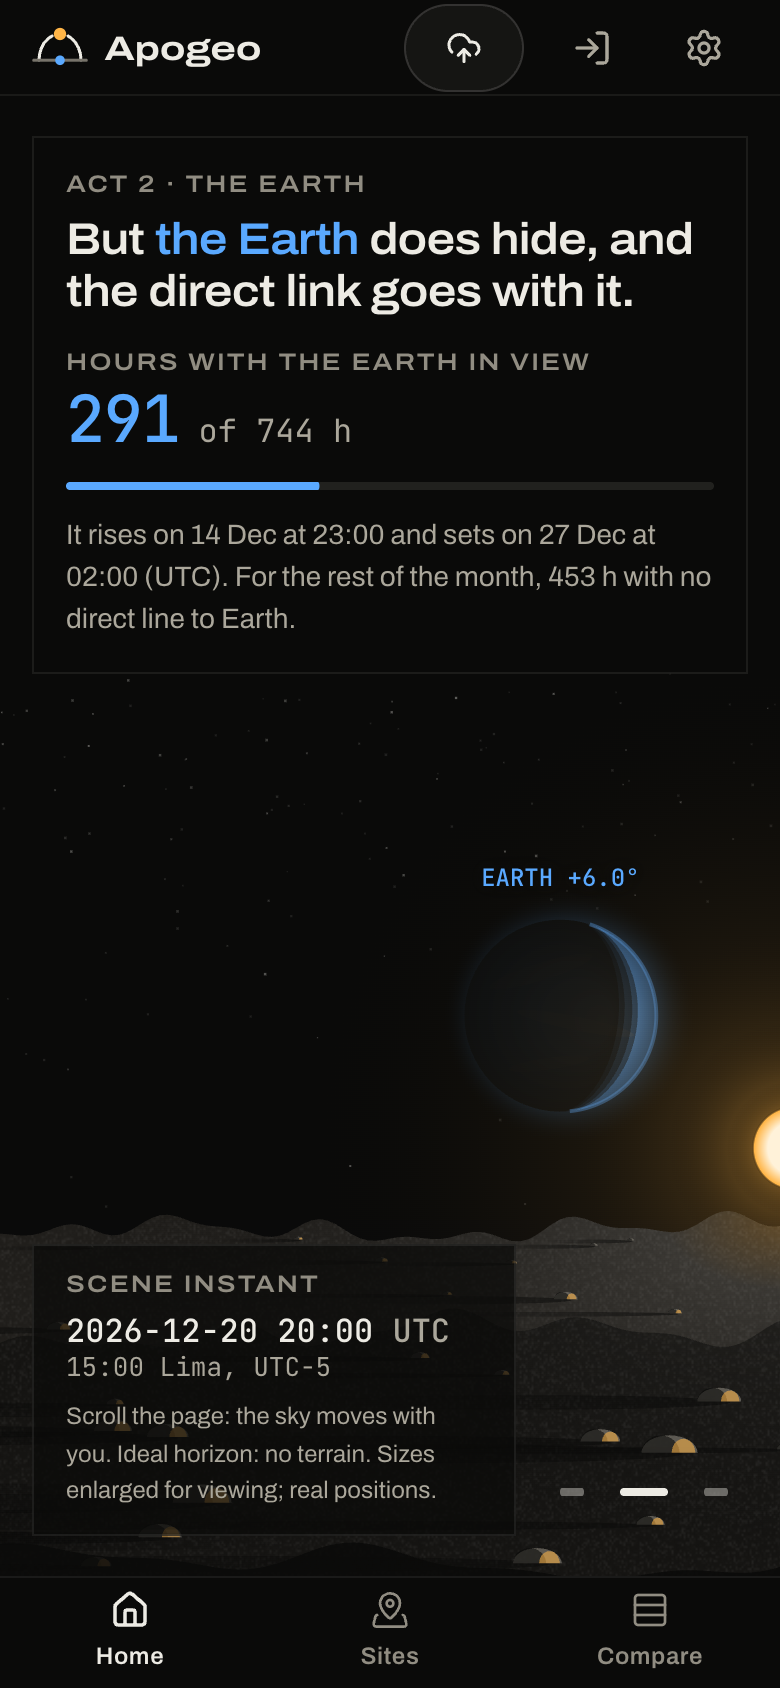 Apogeo
ACT 2 · THE EARTH
But the Earth does hide, and
the direct link goes with it.
HOURS WITH THE EARTH IN VIEW
291 of 744 h
It rises on 14 Dec at 23:00 and sets on 27 Dec at
02:00 (UTC). For the rest of the month, 453 h with no
direct line to Earth.
EARTH +6.0°
SCENE INSTANT
2026-12-20 20:00 UTC
15:00 Lima, UTC-5
Scroll the page: the sky moves with
you. Ideal horizon: no terrain. Sizes
enlarged for viewing; real positions.
Home
Sites
Compare